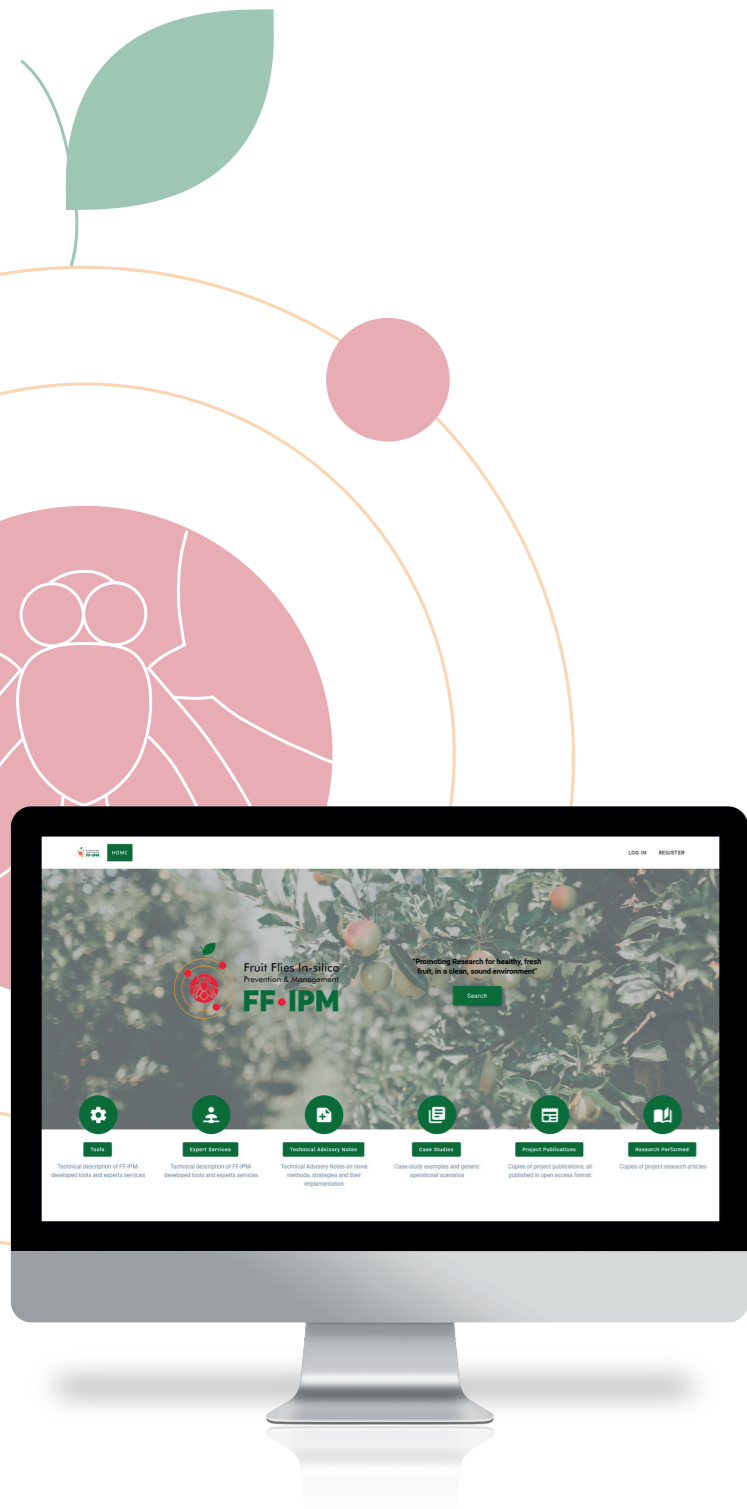 FF-IPM
HOME
LOG IN REGISTER
Fruit Flies In-silico
Prevention & Management
FF•IPM
"Promoting Research for healthy, fresh
fruit, in a clean, sound environment"
Search
Tools
Technical description of FF-IPM-
developed tools and experts services
Expert Services
Technical description of FF-IPM-
developed tools and experts services
Technical Advisory Notes
Technical Advisory Notes on novel
methods, strategies and their
implementation
Case Studies
Case-study examples and generic
operational scenarios
Project Publications
Copies of project publications, all
published in open access format
Research Performed
Copies of project research articles